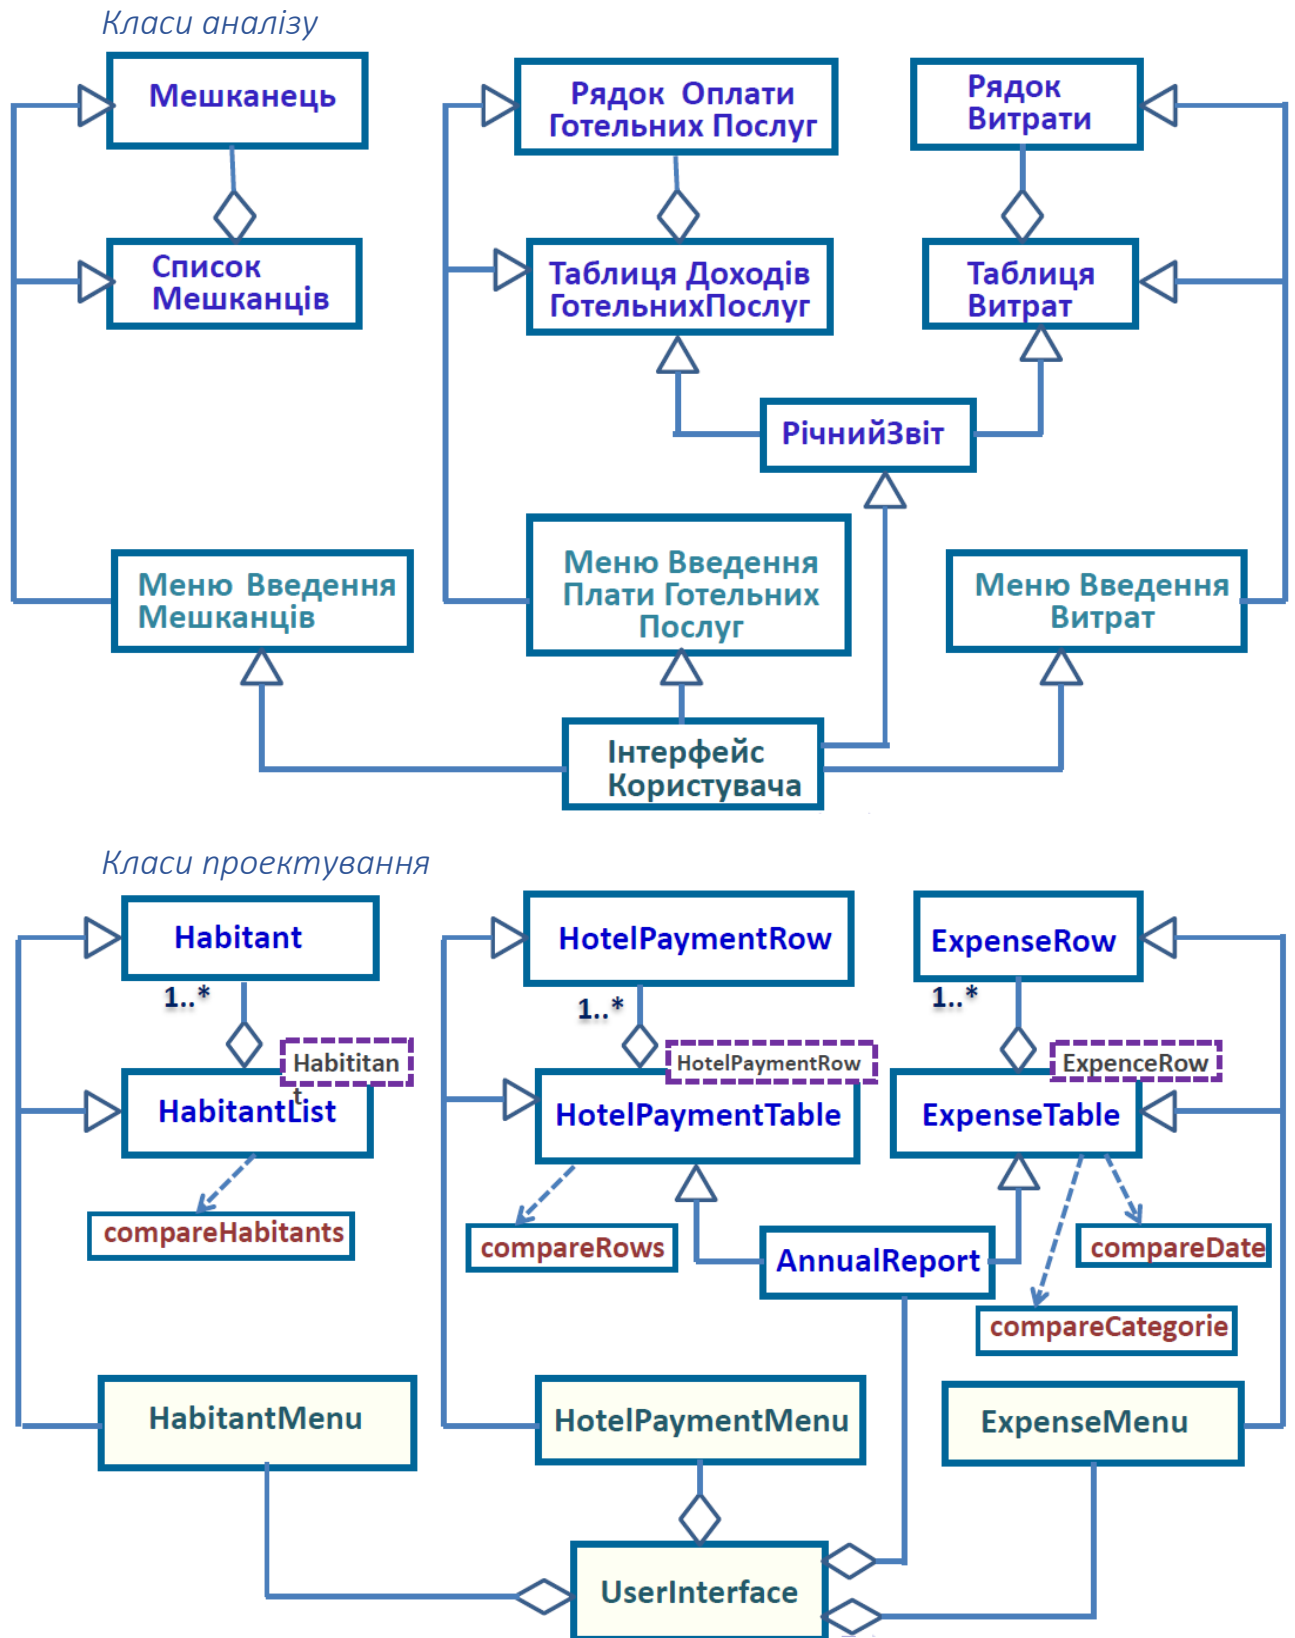 Класи аналізу
Мешканець
Рядок Оплати
Готельних Послуг
Рядок
Витрати
Список
Мешканців
Таблиця Доходів
ГотельнихПослуг
Таблиця
Витрат
РічнийЗвіт
Меню Введення
Мешканців
Меню Введення
Плати Готельних
Послуг
Меню Введення
Витрат
Інтерфейс
Користувача
Класи проектування
Habitant
HotelPaymentRow
ExpenseRow
1..*
1..*
1..*
Habititan
t
HotelPaymentRow
ExpenceRow
HabitantList
HotelPaymentTable
ExpenseTable
compareHabitants
compareRows
AnnualReport
compareDate
compareCategorie
HabitantMenu
HotelPaymentMenu
ExpenseMenu
UserInterface